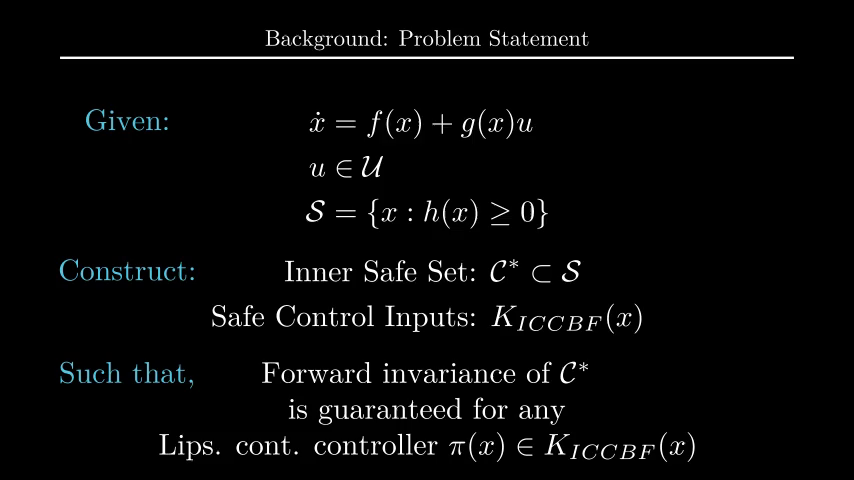 Background: Problem Statement
Given: ẋ = f(x) + g(x)u
u ∈ 𝒰
𝒮 = {x : h(x) ≥ 0}
Construct: Inner Safe Set: 𝒞* ⊂ 𝒮
Safe Control Inputs: K_{ICCBF}(x)
Such that, Forward invariance of 𝒞*
is guaranteed for any
Lips. cont. controller π(x) ∈ K_{ICCBF}(x)